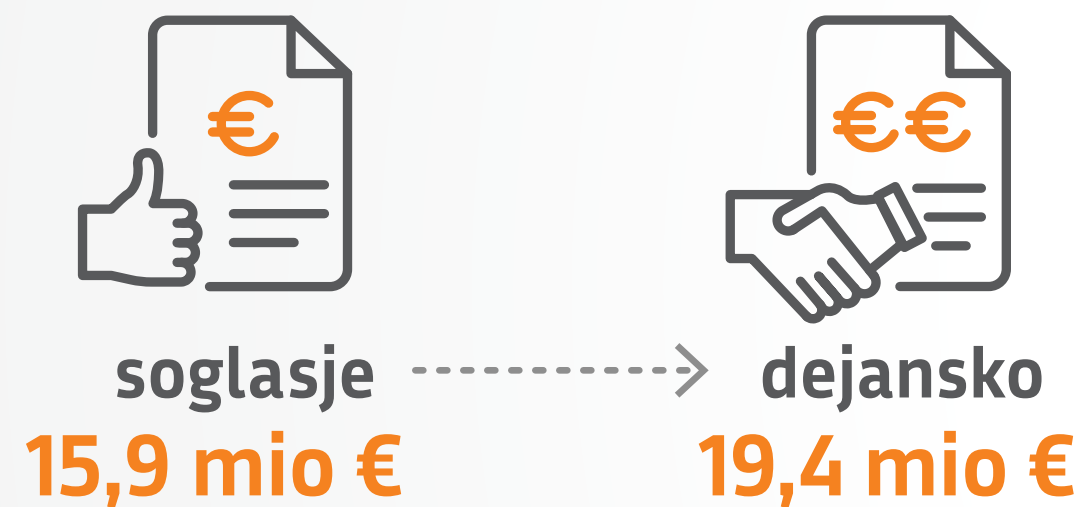 €
€€
soglasje
dejansko
15,9 mio €
19,4 mio €